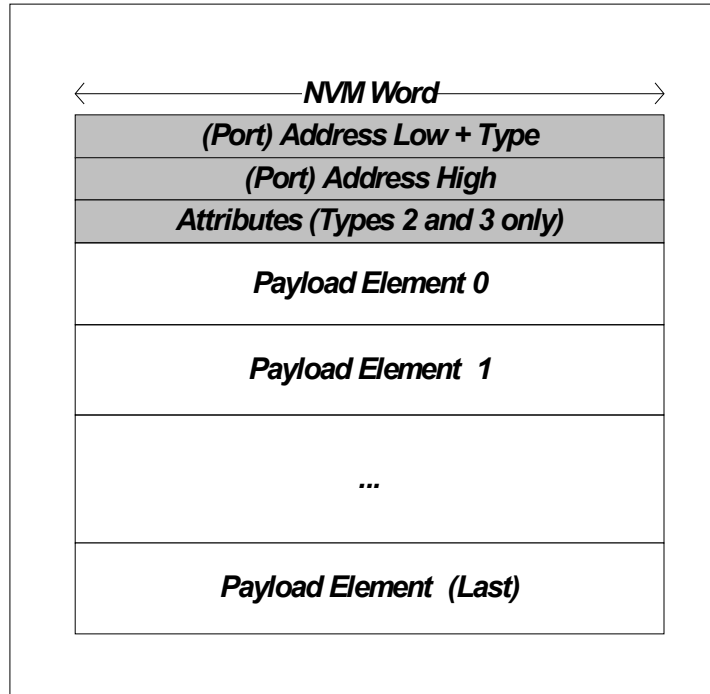 NVM Word
(Port) Address Low + Type
(Port) Address High
Attributes (Types 2 and 3 only)
Payload Element 0
Payload Element 1
...
Payload Element (Last)